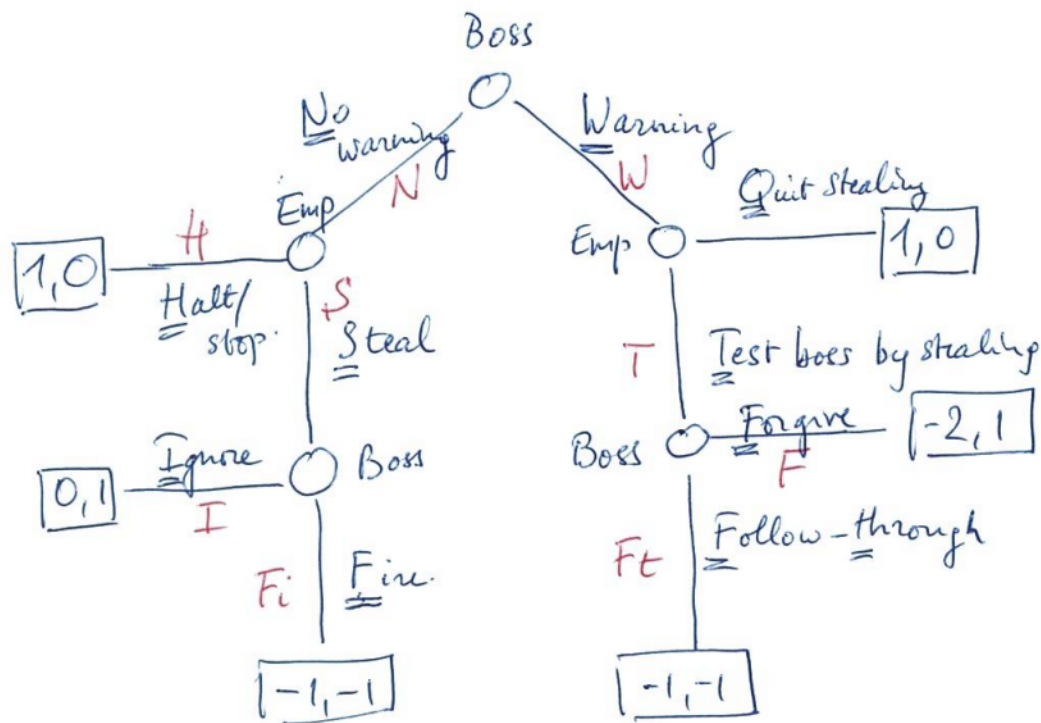 Boss
No
warning
N
Warning
W
Emp
H
Halt/
stop.
1,0
S
Steal
Emp
Quit stealing
1,0
T
Test boss by stealing
Ignore
I
0,1
Boss
Boss
Forgive
F
-2,1
Fi
Fire.
Ft
Follow-through
-1,-1
-1,-1